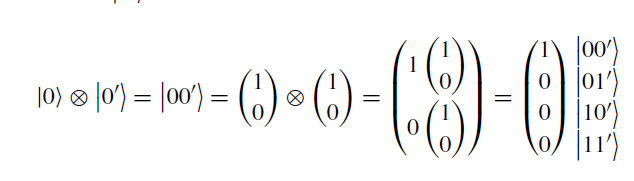 |0⟩ ⊗ |0′⟩ = |00′⟩ = (1 0) ⊗ (1 0) = (1 (1 0) 0 (1 0)) = (1 0 0 0) |00′⟩ |01′⟩ |10′⟩ |11′⟩